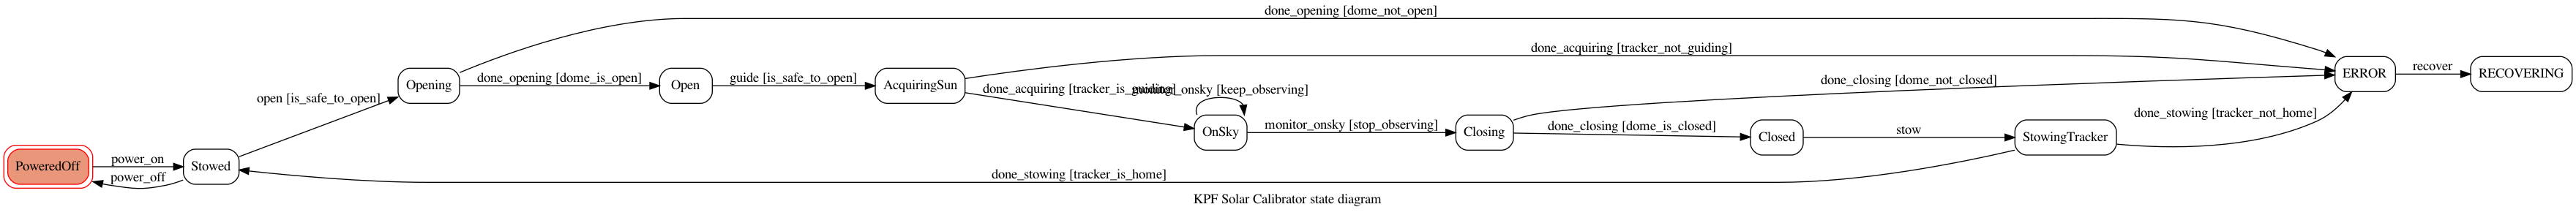 done_opening [dome_not_open]
done_acquiring [tracker_not_guiding]
ERROR
recover
RECOVERING
Opening
done_opening [dome_is_open]
Open
guide [is_safe_to_open]
AcquiringSun
done_closing [dome_not_closed]
done_acquiring [tracker_is_guiding]
monitor_onsky [keep_observing]
open [is_safe_to_open]
OnSky
monitor_onsky [stop_observing]
Closing
done_closing [dome_is_closed]
Closed
stow
StowingTracker
done_stowing [tracker_not_home]
PoweredOff
power_on
Stowed
power_off
done_stowing [tracker_is_home]
KPF Solar Calibrator state diagram